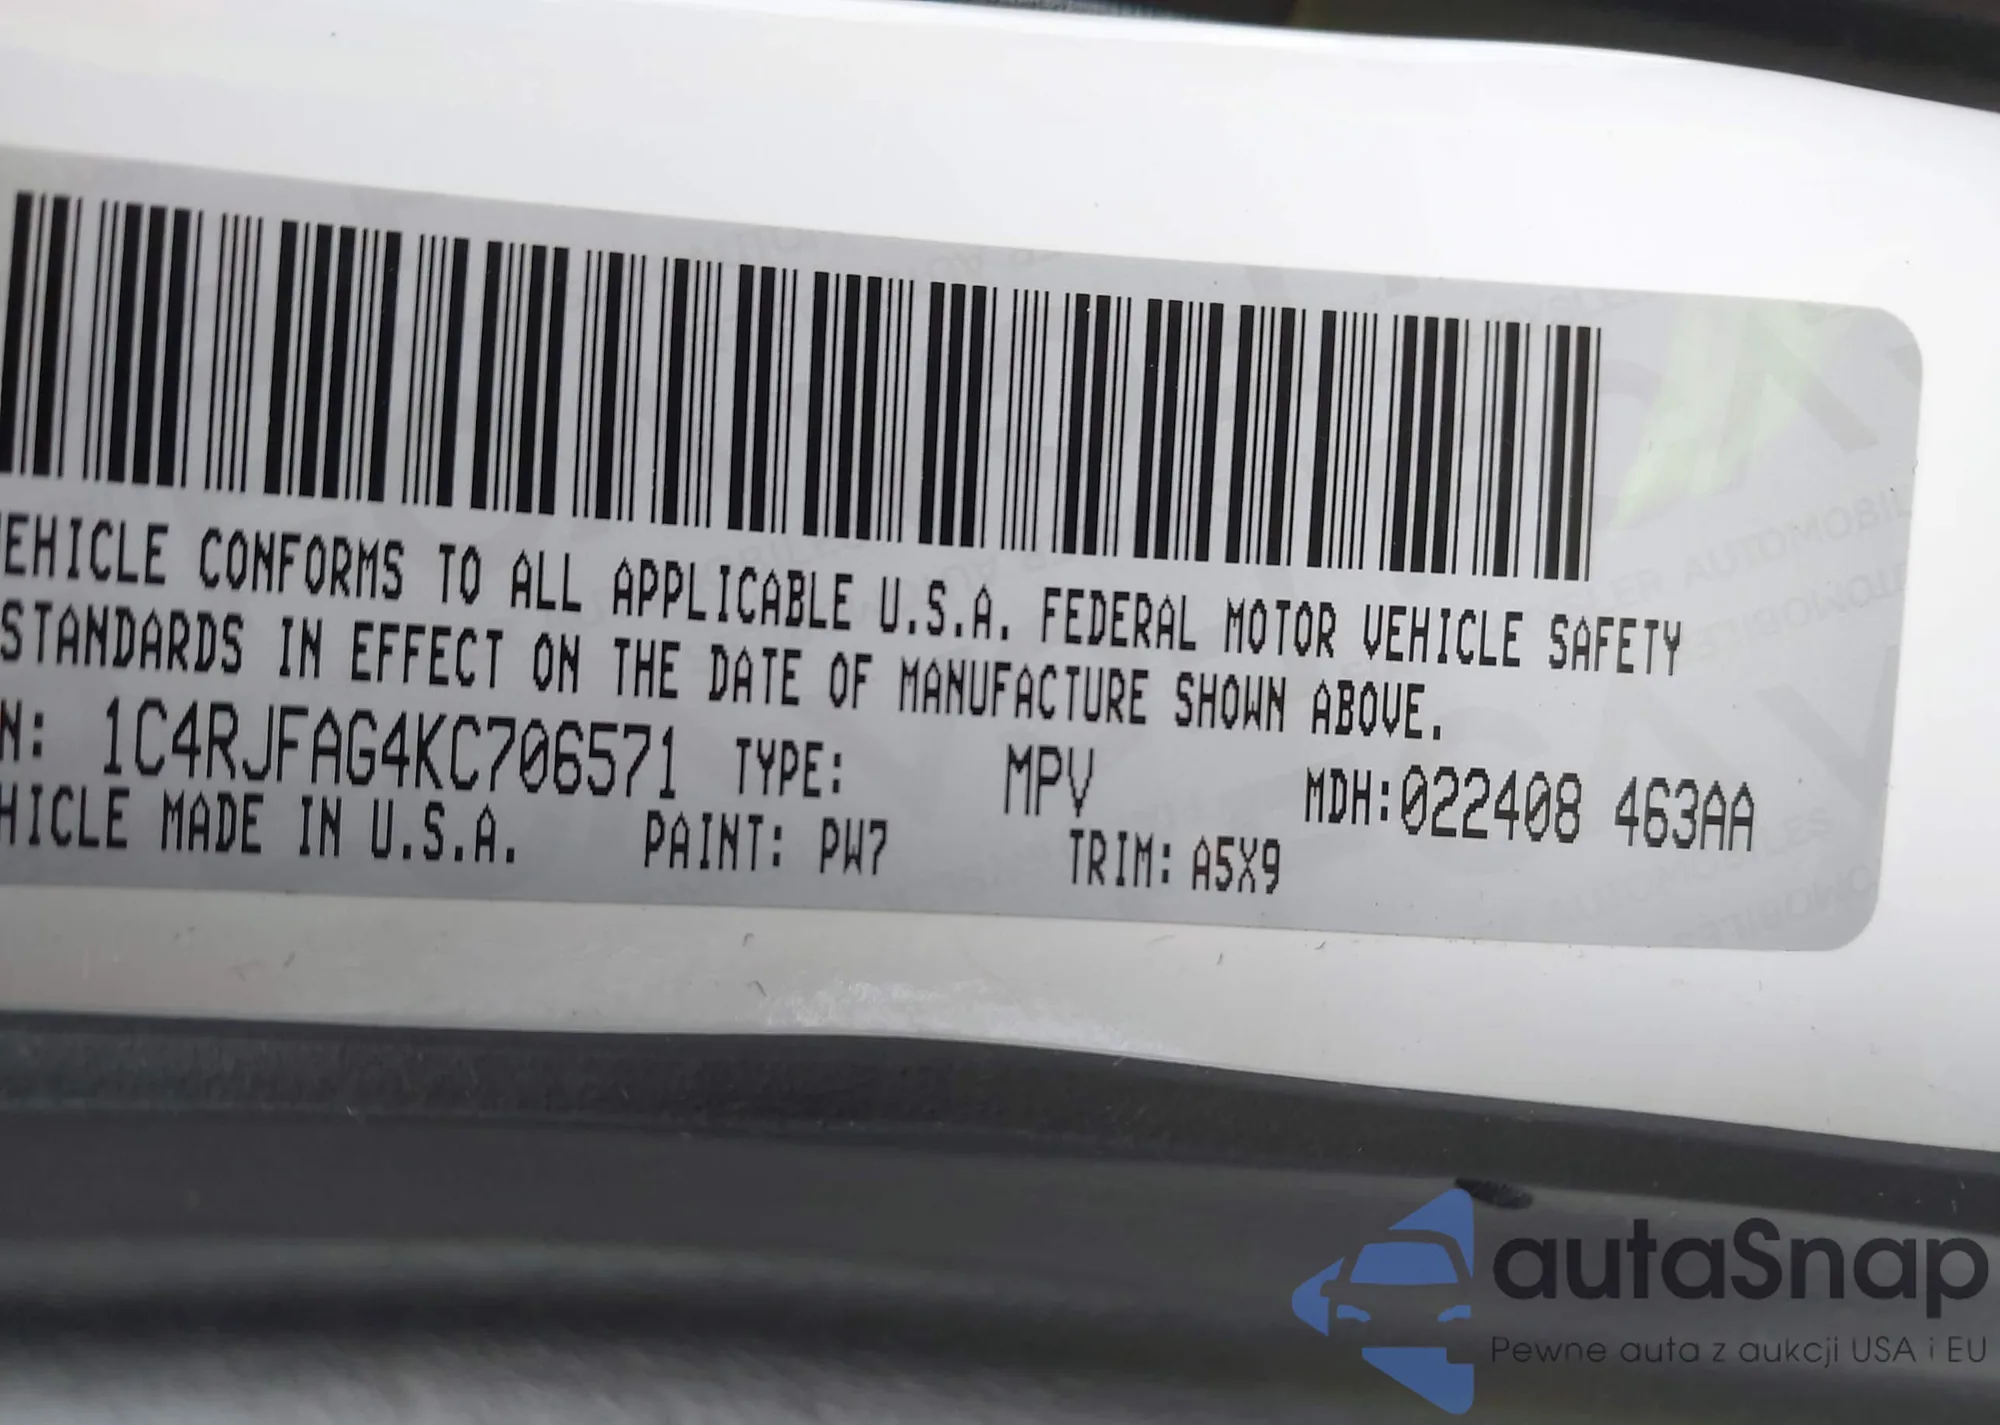 EHICLE CONFORMS TO ALL APPLICABLE U.S.A. FEDERAL MOTOR VEHICLE SAFETY
STANDARDS IN EFFECT ON THE DATE OF MANUFACTURE SHOWN ABOVE.
N: 1C4RJFAG4KC706571 TYPE: MPV MDH:022408 463AA
HICLE MADE IN U.S.A. PAINT: PW7 TRIM: A5X9
autaSnap
Pewne auta z aukcji USA i EU